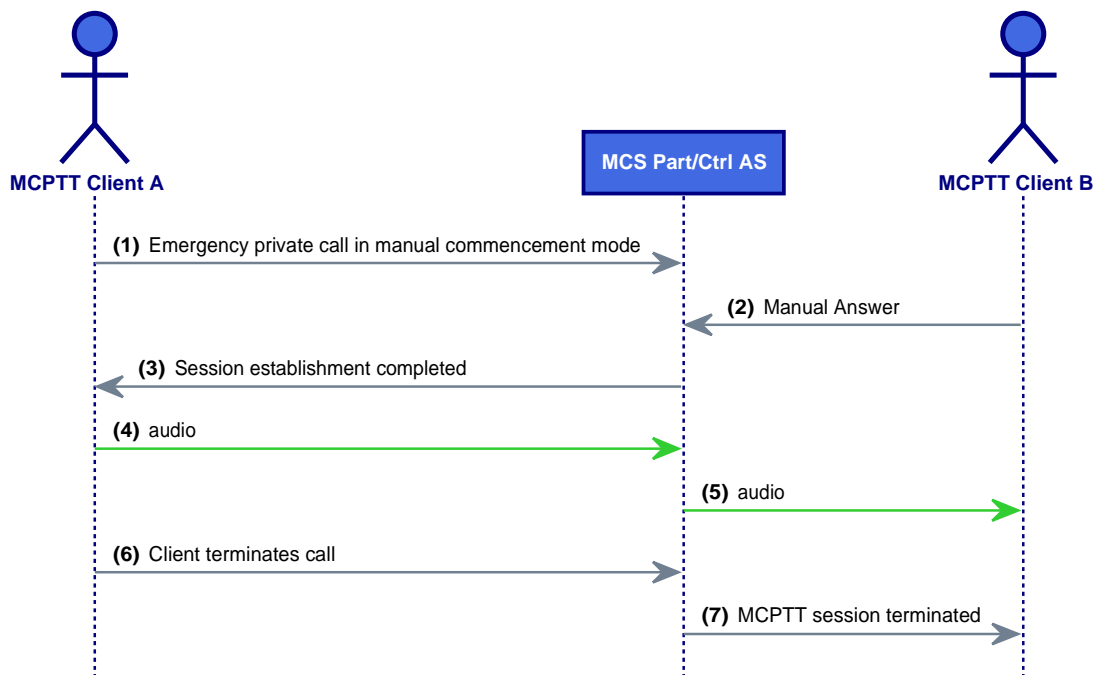 MCPTT Client A
MCS Part/Ctrl AS
MCPTT Client B
(1) Emergency private call in manual commencement mode
(2) Manual Answer
(3) Session establishment completed
(4) audio
(5) audio
(6) Client terminates call
(7) MCPTT session terminated